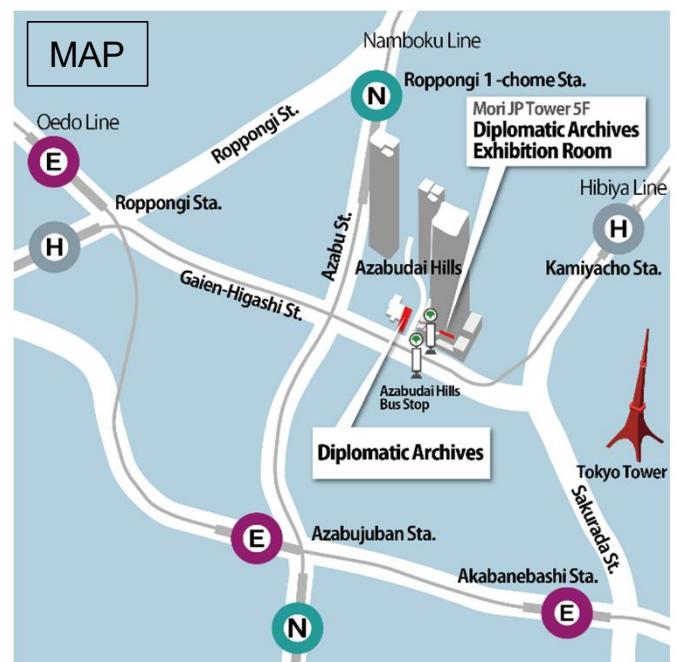 MAP
Namboku Line
N
Roppongi 1-chome Sta.
Mori JP Tower 5F
Diplomatic Archives
Exhibition Room
Oedo Line
E
Roppongi St.
Roppongi Sta.
H
Hibiya Line
H
Kamiyacho Sta.
Azabu St.
Azabudai Hills
Gaien-Higashi St.
Azabudai Hills
Bus Stop
Diplomatic Archives
Tokyo Tower
Sakurada St.
E
Azabujuban Sta.
Akabanebashi Sta.
E
N